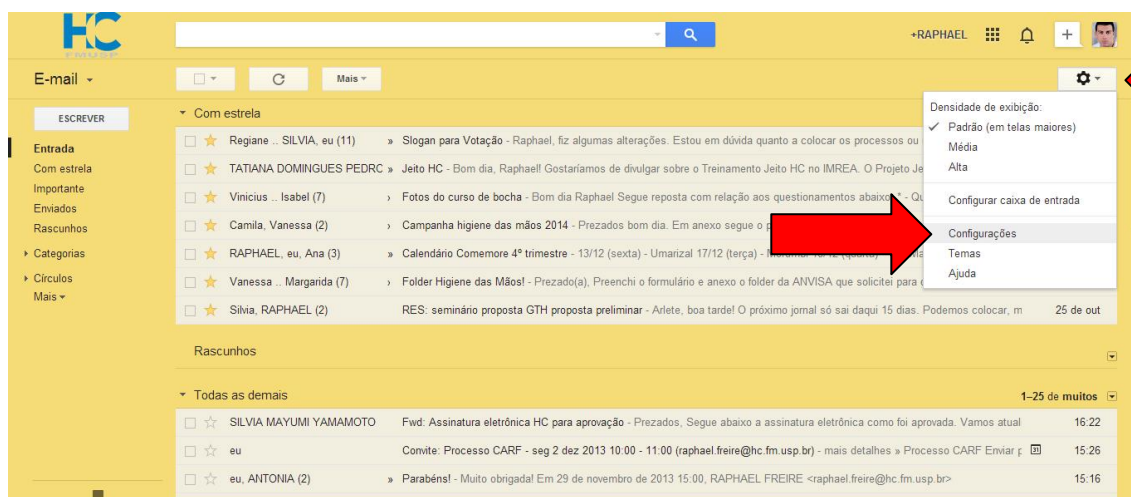 HC
FMUSP
+RAPHAEL
E-mail
Mais
ESCREVER
Entrada
Com estrela
Importante
Enviados
Rascunhos
Categorias
Círculos
Mais
Densidade de exibição:
Padrão (em telas maiores)
Média
Alta
Configurar caixa de entrada
Configurações
Temas
Ajuda
Com estrela
Regiane .. SILVIA, eu (11) » Slogan para Votação - Raphael, fiz algumas alterações. Estou em dúvida quanto a colocar os processos ou
TATIANA DOMINGUES PEDRC » Jeito HC - Bom dia, Raphael! Gostaríamos de divulgar sobre o Treinamento Jeito HC no IMREA. O Projeto Je
Vinicius .. Isabel (7) › Fotos do curso de bocha - Bom dia Raphael Segue reposta com relação aos questionamentos abaixo
Camila, Vanessa (2) › Campanha higiene das mãos 2014 - Prezados bom dia. Em anexo segue o
RAPHAEL, eu, Ana (3) » Calendário Comemore 4º trimestre - 13/12 (sexta) - Umarizal 17/12 (terça) -
Vanessa .. Margarida (7) › Folder Higiene das Mãos! - Prezado(a), Preenchi o formulário e anexo o folder da ANVISA que solicitei para
Silvia, RAPHAEL (2) RES: seminário proposta GTH proposta preliminar - Arlete, boa tarde! O próximo jornal só sai daqui 15 dias. Podemos colocar, m 25 de out
Rascunhos
Todas as demais 1–25 de muitos
SILVIA MAYUMI YAMAMOTO Fwd: Assinatura eletrônica HC para aprovação - Prezados, Segue abaixo a assinatura eletrônica como foi aprovada. Vamos atual 16:22
eu Convite: Processo CARF - seg 2 dez 2013 10:00 - 11:00 (raphael.freire@hc.fm.usp.br) - mais detalhes » Processo CARF Enviar r 31 15:26
eu, ANTONIA (2) » Parabéns! - Muito obrigada! Em 29 de novembro de 2013 15:00, RAPHAEL FREIRE <raphael.freire@hc.fm.usp.br> 15:16